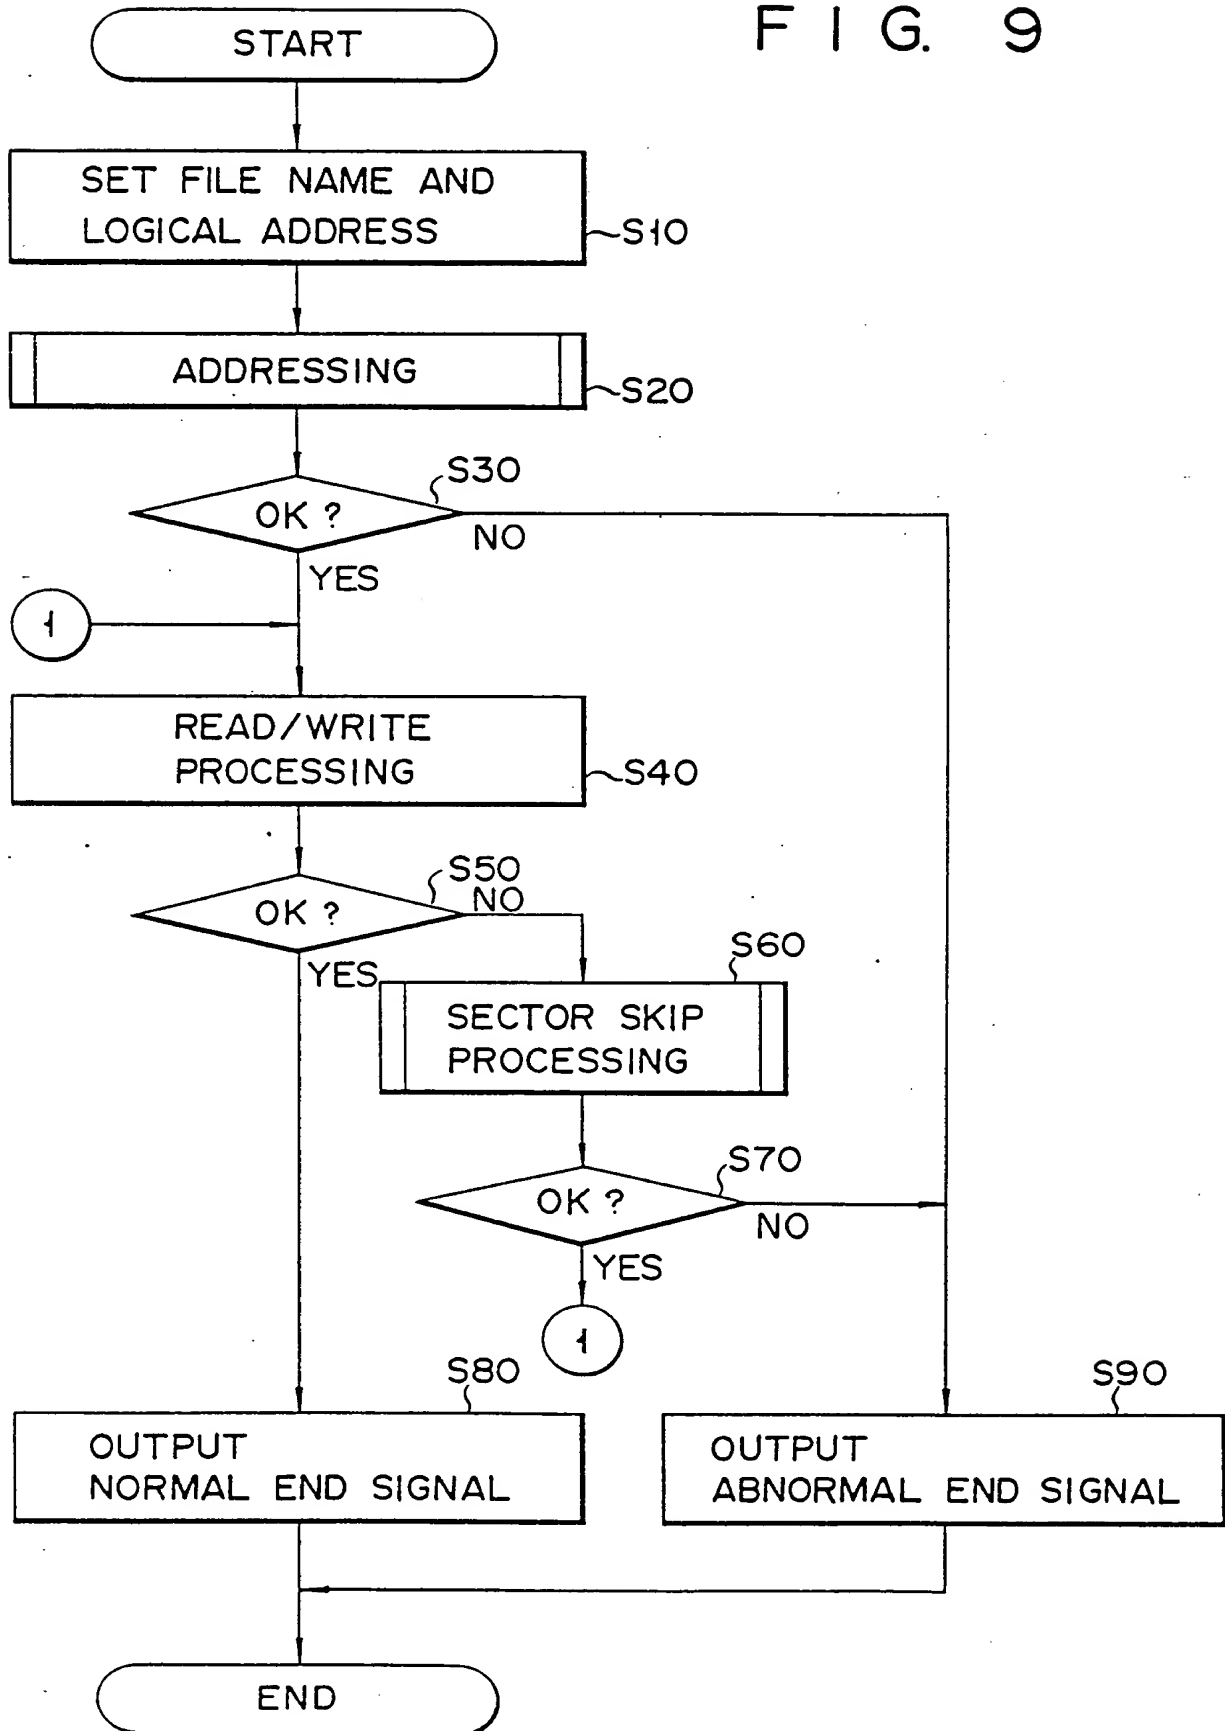 FIG. 9
START
SET FILE NAME AND
LOGICAL ADDRESS
S10
ADDRESSING
S20
S30
OK ?
NO
YES
1
READ/WRITE
PROCESSING
S40
S50
OK ?
NO
YES
S60
SECTOR SKIP
PROCESSING
S70
OK ?
NO
YES
1
S80
OUTPUT
NORMAL END SIGNAL
S90
OUTPUT
ABNORMAL END SIGNAL
END